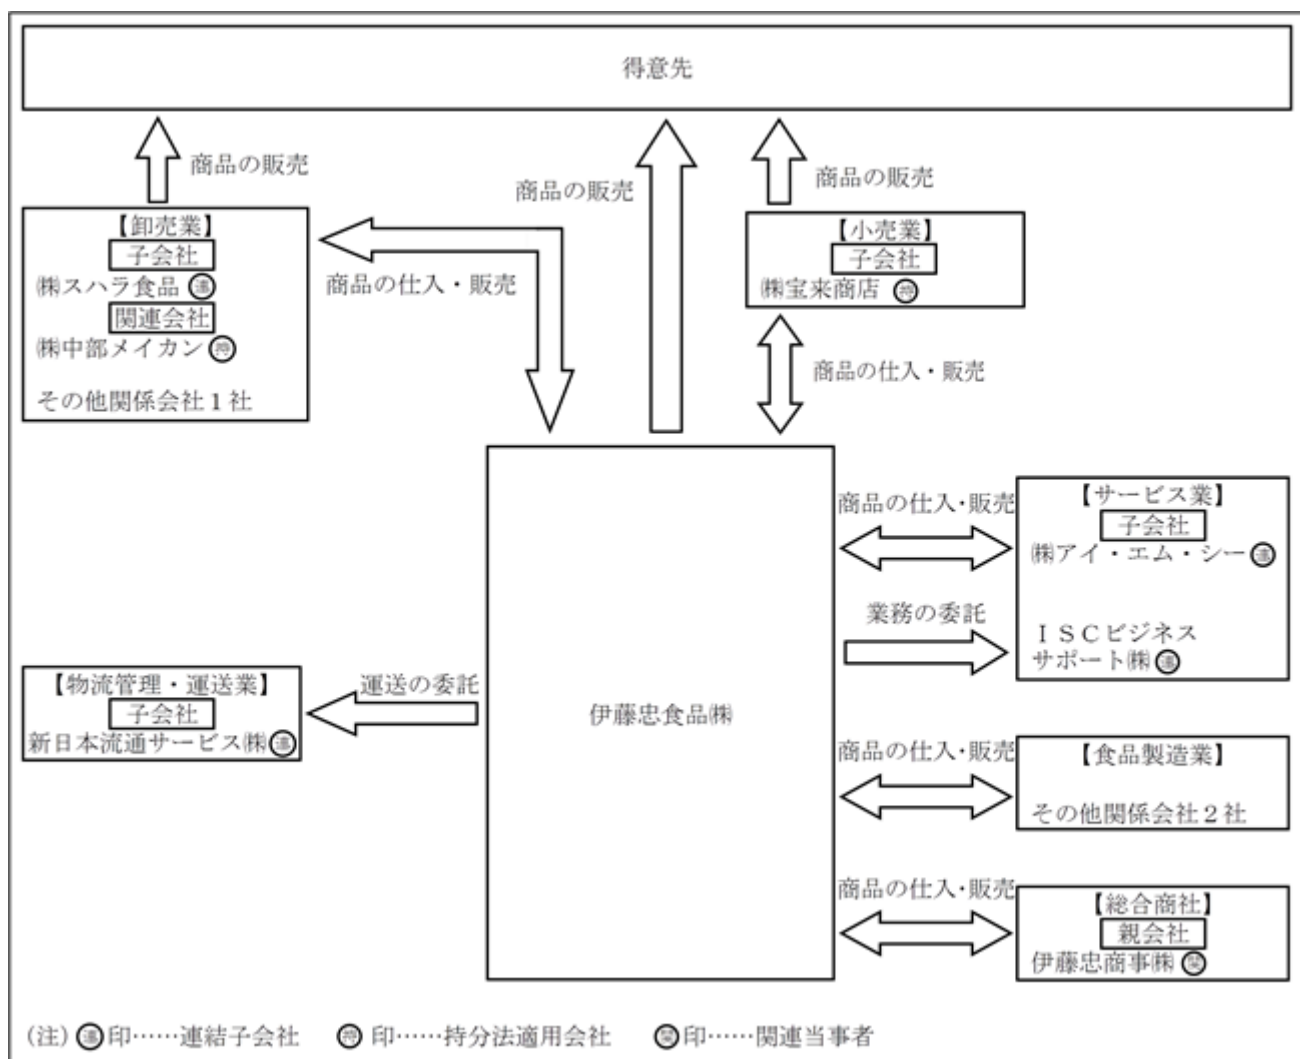 得意先
商品の販売
商品の販売
商品の販売
【卸売業】
子会社
㈱スハラ食品 ㊝
関連会社
㈱中部メイカン 持
その他関係会社1社
商品の仕入・販売
【小売業】
子会社
㈱宝来商店 持
商品の仕入・販売
伊藤忠食品㈱
商品の仕入・販売
【サービス業】
子会社
㈱アイ・エム・シー 連
業務の委託
ＩＳＣビジネス
サポート㈱ 連
【物流管理・運送業】
子会社
新日本流通サービス㈱ 連
運送の委託
商品の仕入・販売
【食品製造業】
その他関係会社２社
商品の仕入・販売
【総合商社】
親会社
伊藤忠商事㈱ 関
(注) 連 印……連結子会社 持 印……持分法適用会社 関 印……関連当事者